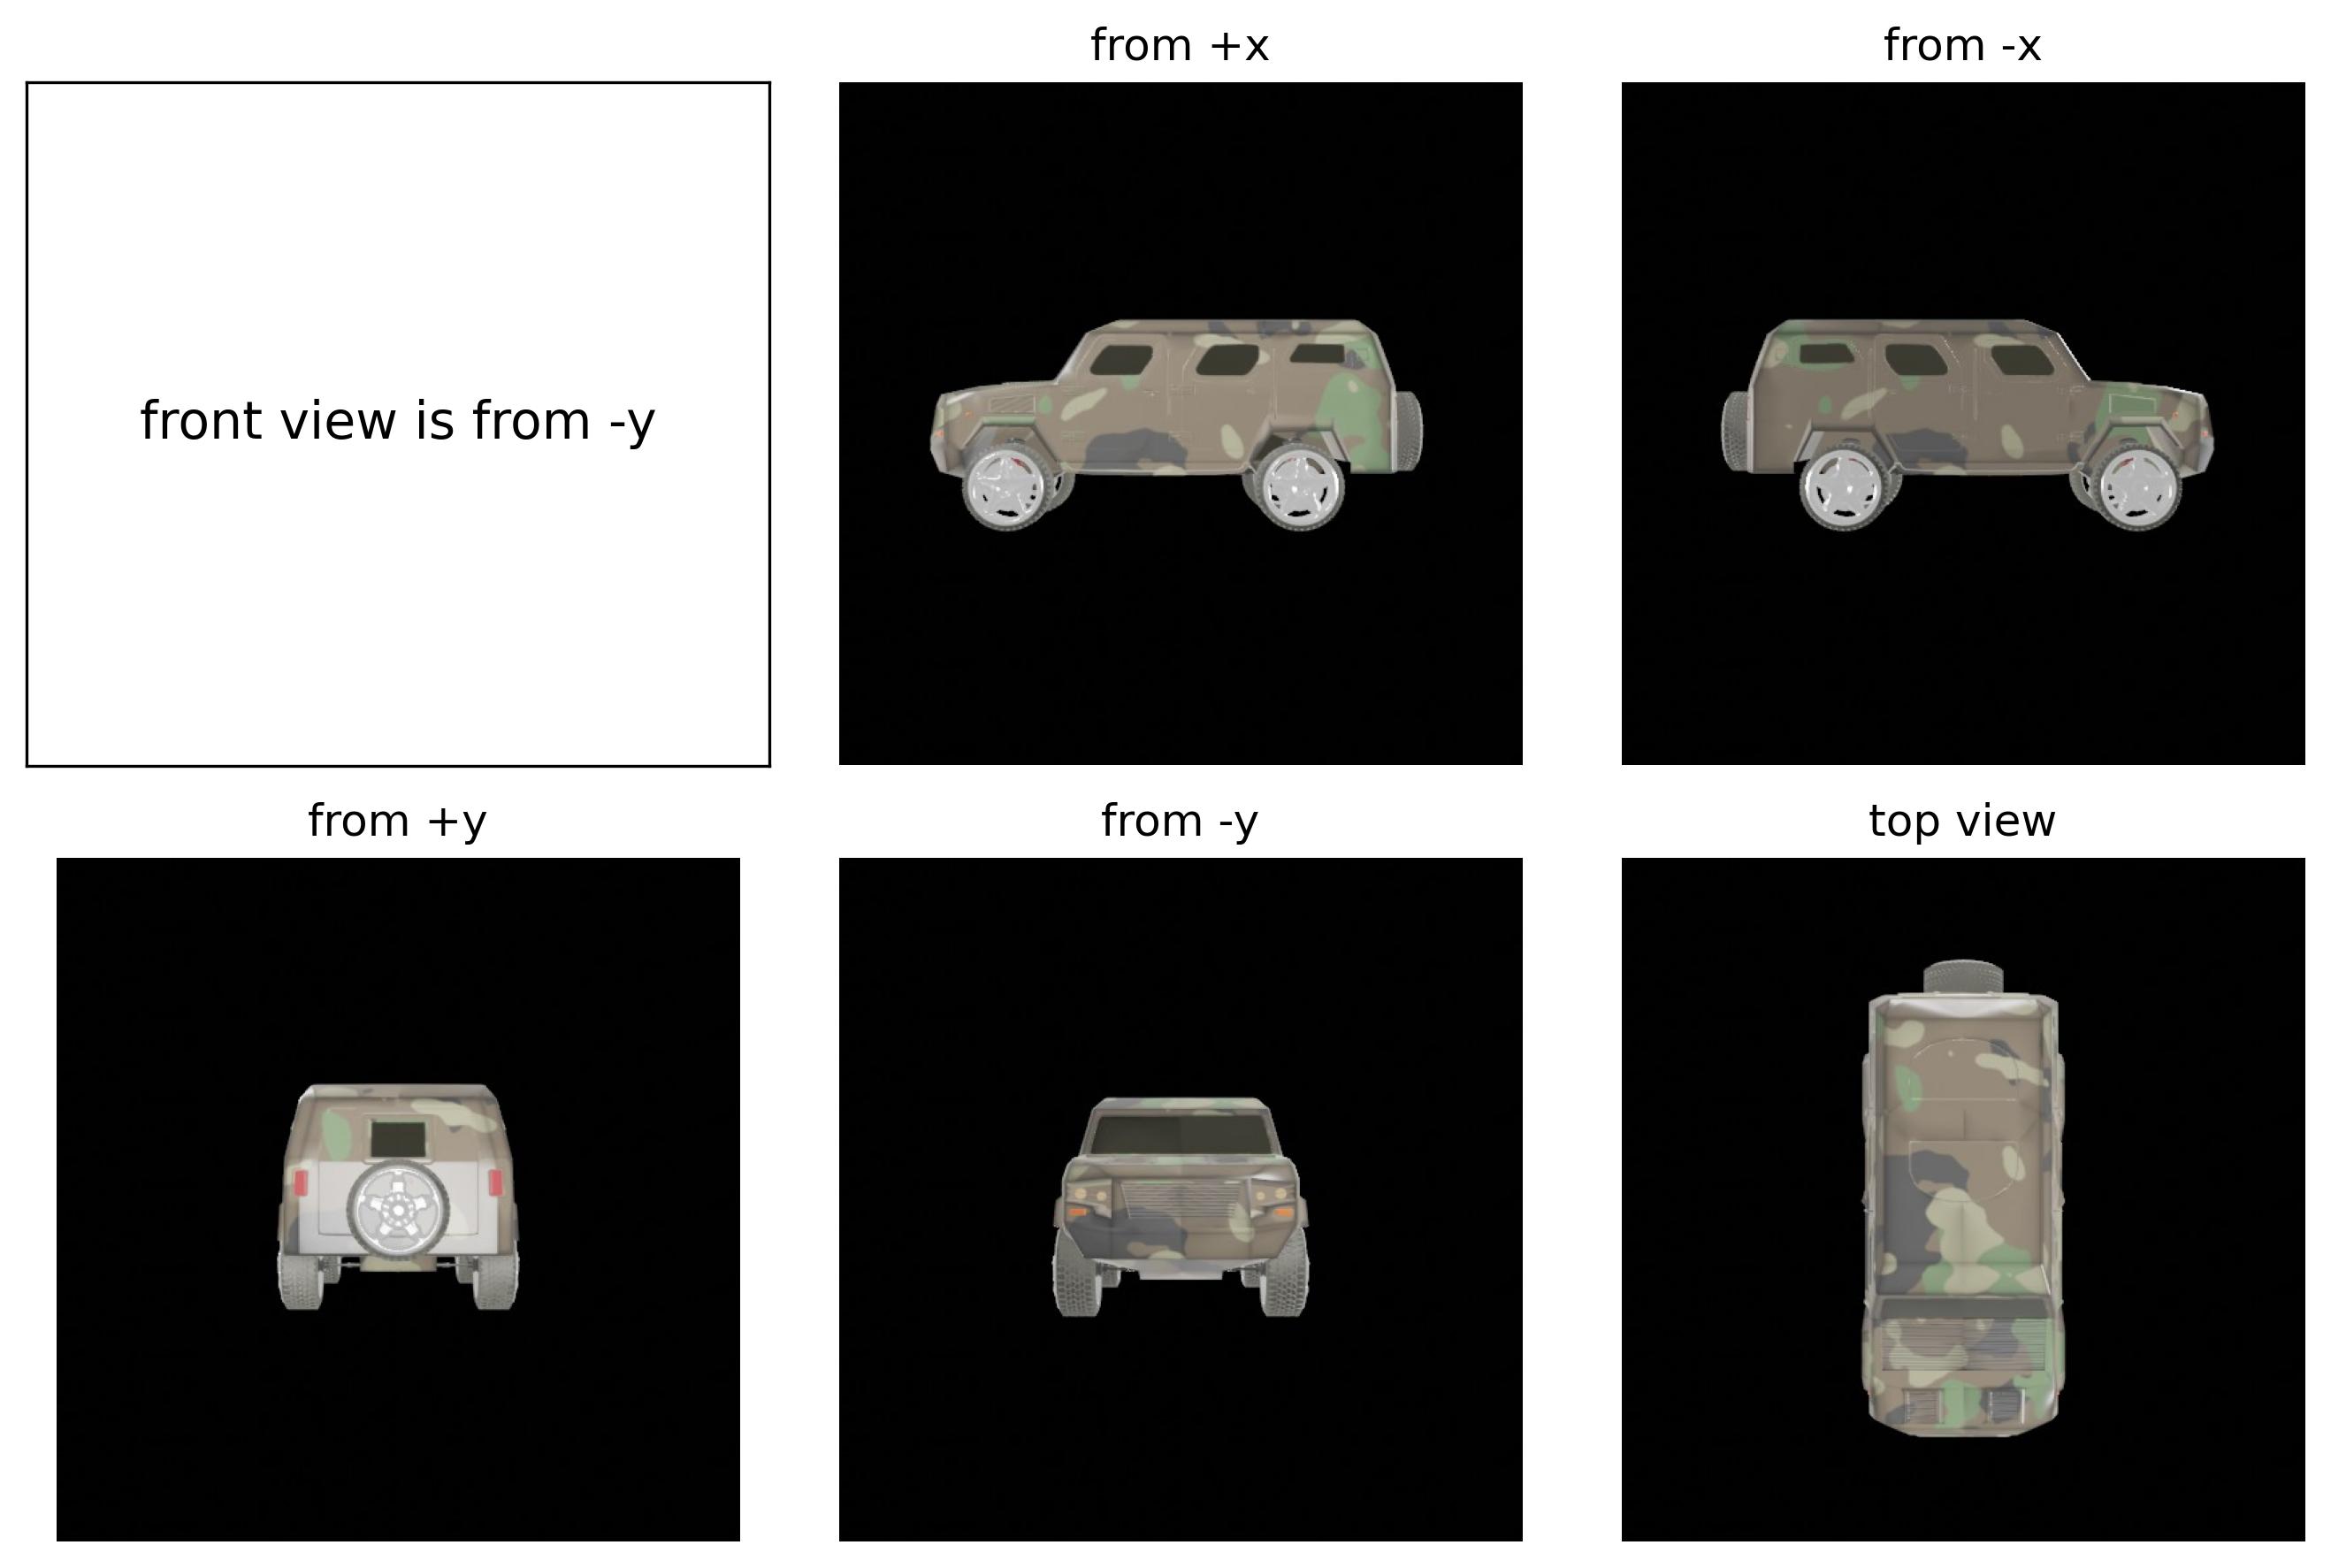 from +x
from -x
front view is from -y
from +y
from -y
top view